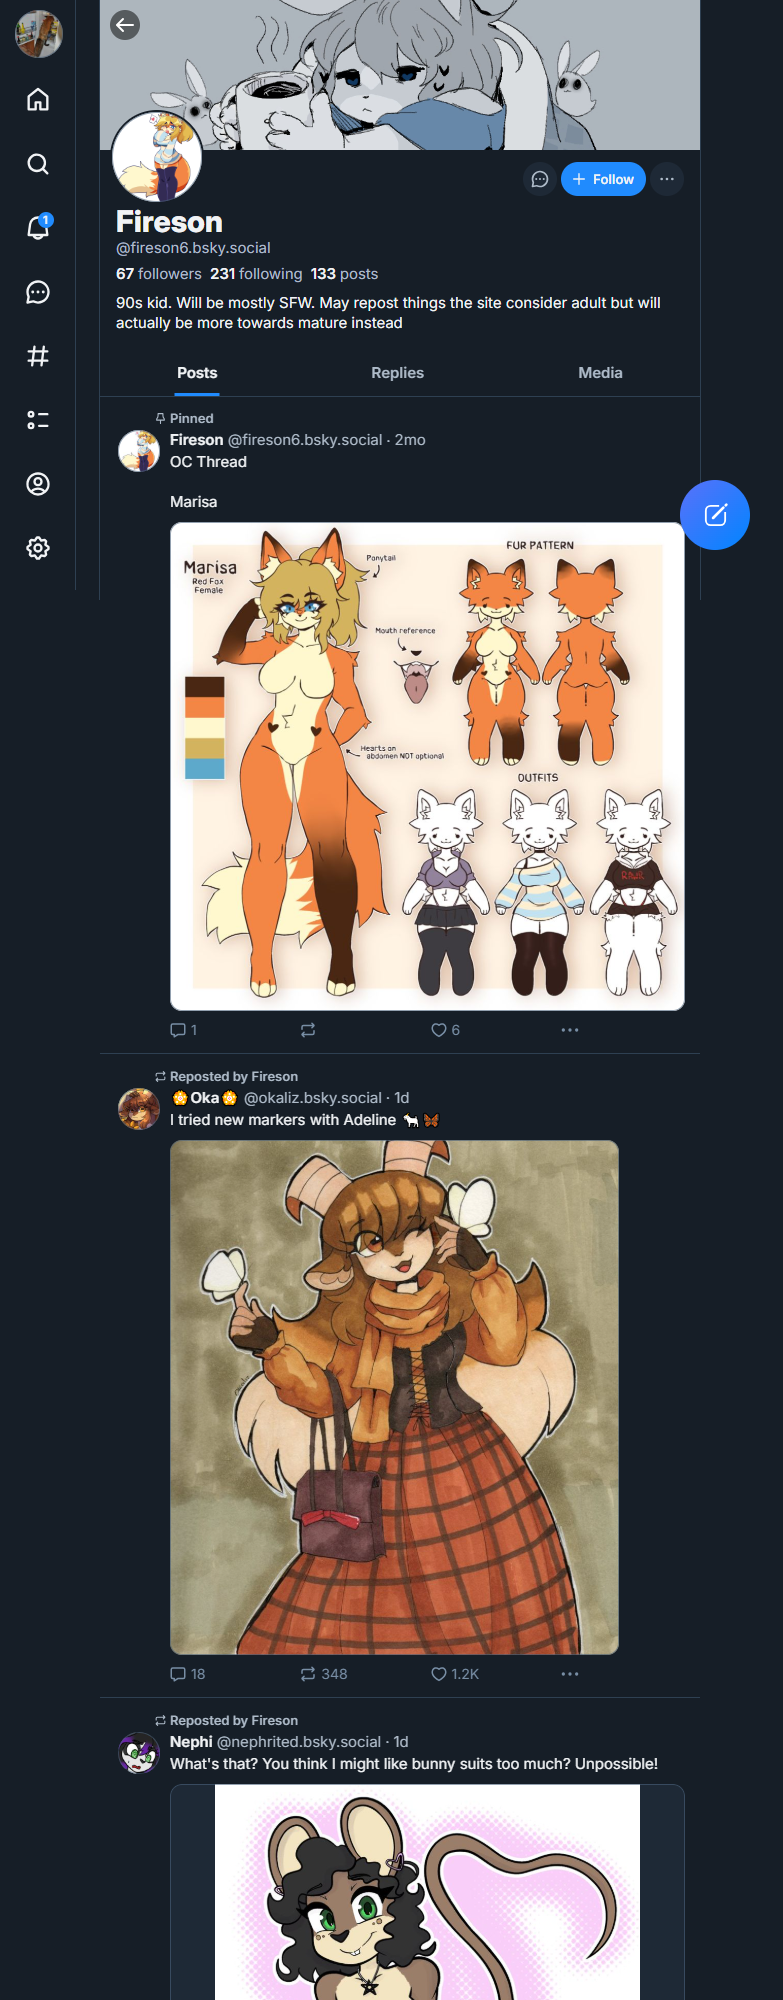 1
+ Follow
Fireson
@fireson6.bsky.social
67 followers 231 following 133 posts
90s kid. Will be mostly SFW. May repost things the site consider adult but will
actually be more towards mature instead
Posts Replies Media
Pinned
Fireson @fireson6.bsky.social · 2mo
OC Thread
Marisa
Marisa
Red Fox
Female
Ponytail
FUR PATTERN
Mouth reference
Hearts on
abdomen NOT optional
OUTFITS
RAWR
1 6
Reposted by Fireson
Oka @okaliz.bsky.social · 1d
I tried new markers with Adeline 🐐🦋
18 348 1.2K
Reposted by Fireson
Nephi @nephrited.bsky.social · 1d
What's that? You think I might like bunny suits too much? Unpossible!